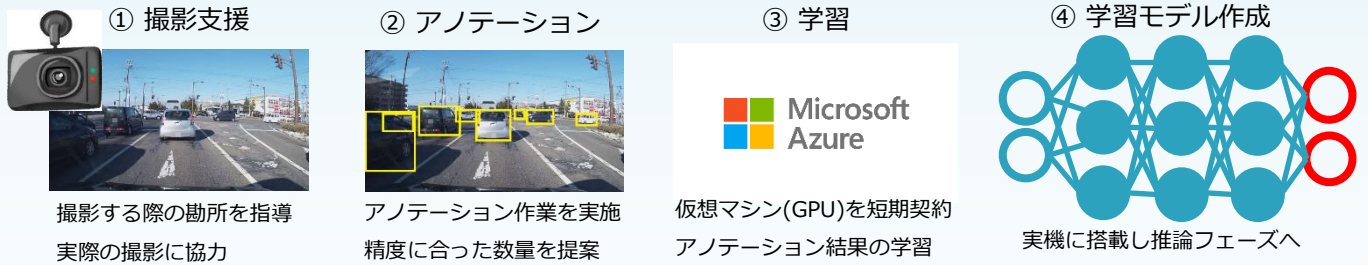 ① 撮影支援
撮影する際の勘所を指導
実際の撮影に協力
② アノテーション
アノテーション作業を実施
精度に合った数量を提案
③ 学習
Microsoft
Azure
仮想マシン(GPU)を短期契約
アノテーション結果の学習
④ 学習モデル作成
実機に搭載し推論フェーズへ